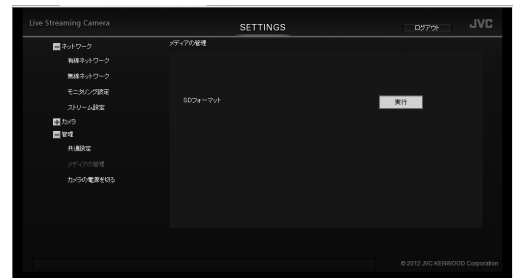 Live Streaming Camera
SETTINGS
ログアウト
JVC
ネットワーク
有線ネットワーク
無線ネットワーク
モニタリング設定
ストリーム設定
カメラ
管理
共通設定
メディアの管理
カメラの電源を切る
メディアの管理
SDフォーマット
実行
© 2012 JVC KENWOOD Corporation